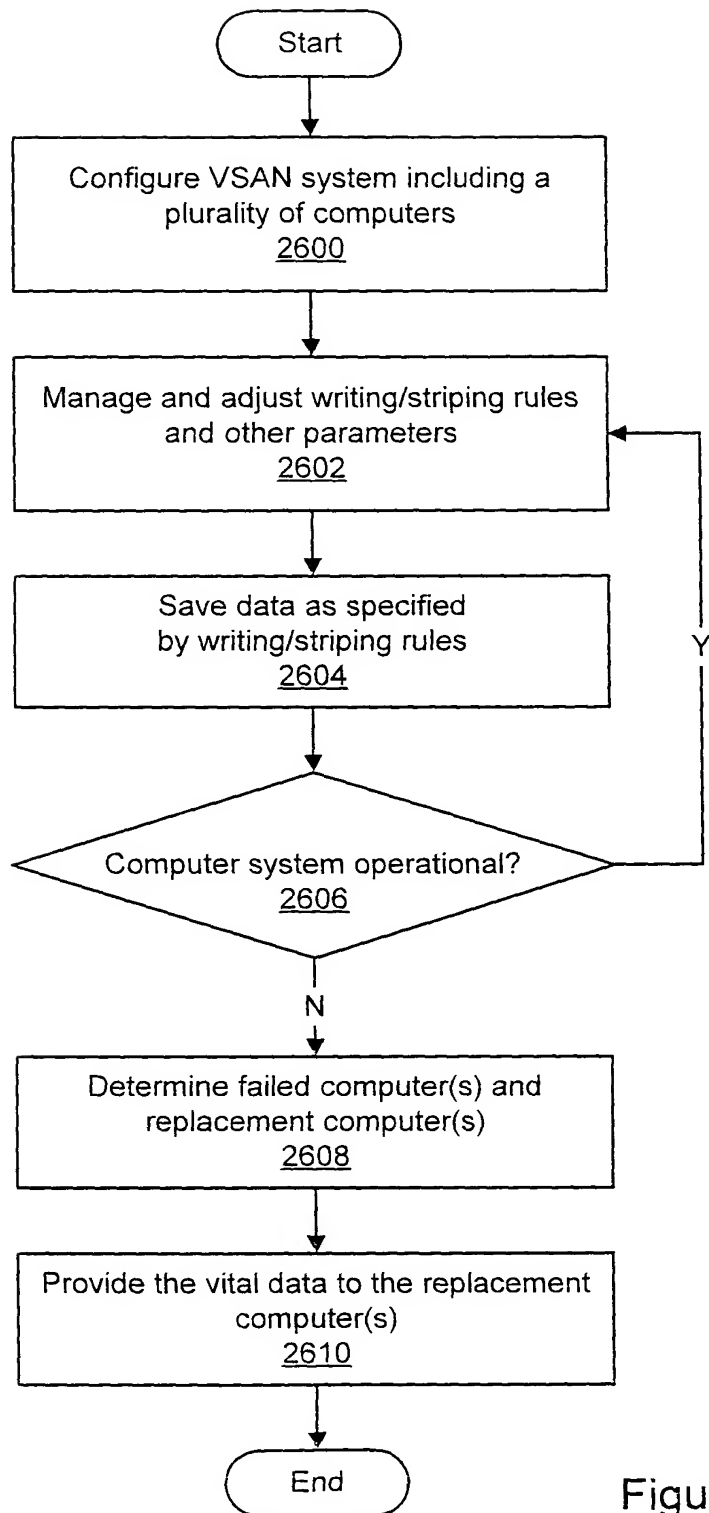 Start
Configure VSAN system including a
plurality of computers
2600
Manage and adjust writing/striping rules
and other parameters
2602
Save data as specified
by writing/striping rules
2604
Y
Computer system operational?
2606
N
Determine failed computer(s) and
replacement computer(s)
2608
Provide the vital data to the replacement
computer(s)
2610
End
Figu